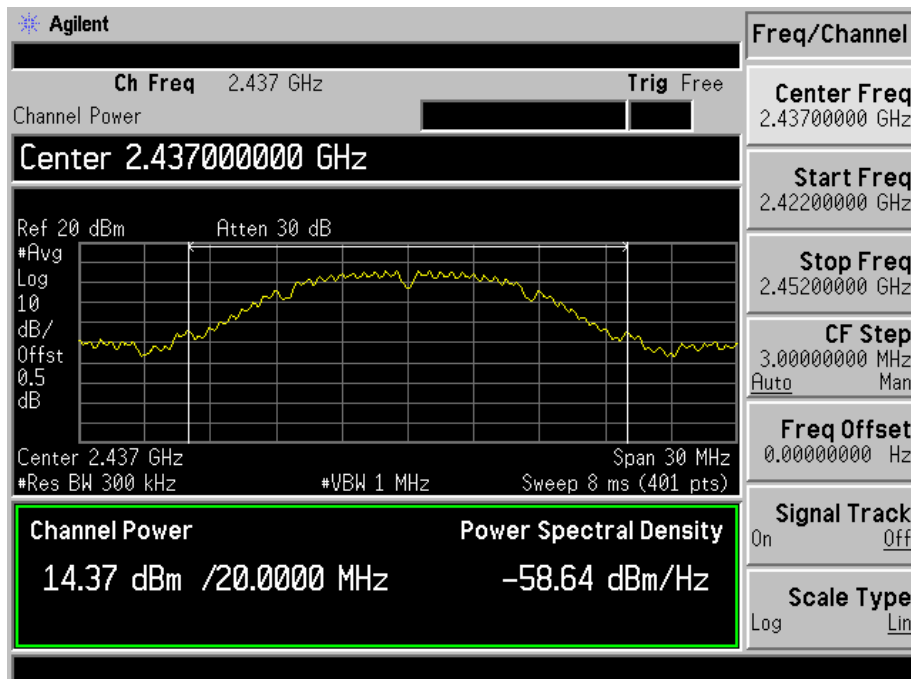 Agilent
Freq/Channel
Ch Freq 2.437 GHz Trig Free
Channel Power
Center 2.437000000 GHz
Ref 20 dBm Atten 30 dB
#Avg
Log
10
dB/
Offst
0.5
dB
Center 2.437 GHz Span 30 MHz
#Res BW 300 kHz #VBW 1 MHz Sweep 8 ms (401 pts)
Channel Power Power Spectral Density
14.37 dBm /20.0000 MHz -58.64 dBm/Hz
Center Freq
2.43700000 GHz
Start Freq
2.42200000 GHz
Stop Freq
2.45200000 GHz
CF Step
3.00000000 MHz
Auto Man
Freq Offset
0.00000000 Hz
Signal Track
On Off
Scale Type
Log Lin